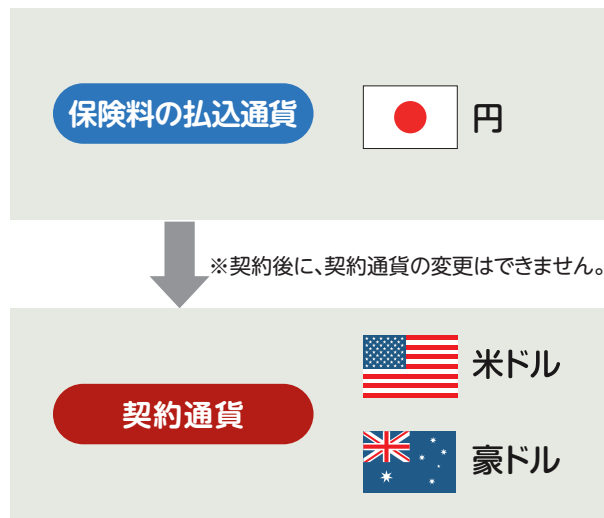 保険料の払込通貨
円
※契約後に、契約通貨の変更はできません。
米ドル
契約通貨
豪ドル